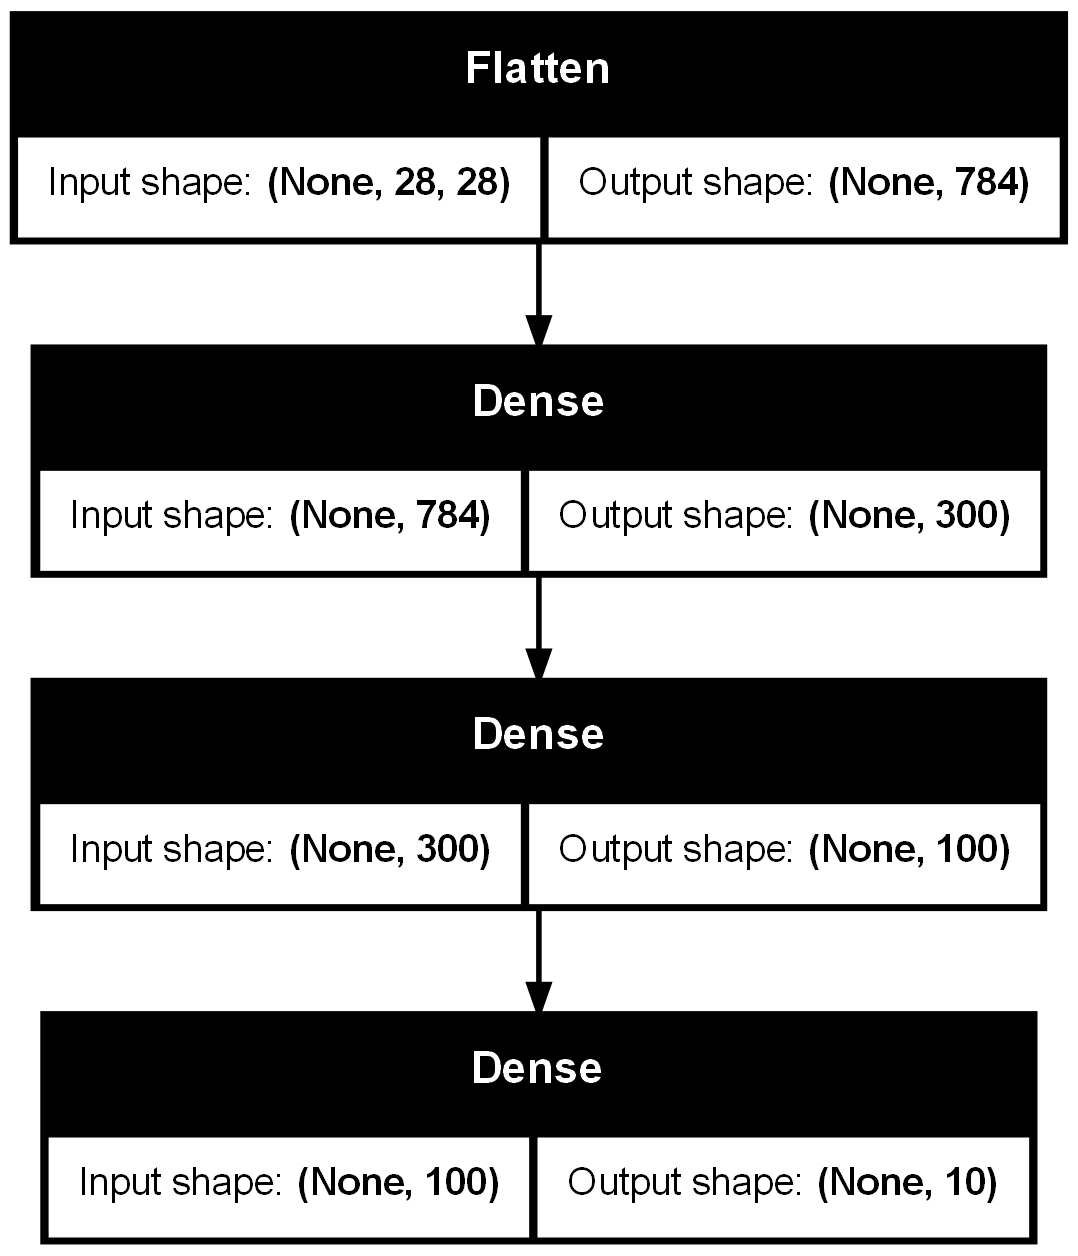 Flatten
Input shape: (None, 28, 28) Output shape: (None, 784)
Dense
Input shape: (None, 784) Output shape: (None, 300)
Dense
Input shape: (None, 300) Output shape: (None, 100)
Dense
Input shape: (None, 100) Output shape: (None, 10)